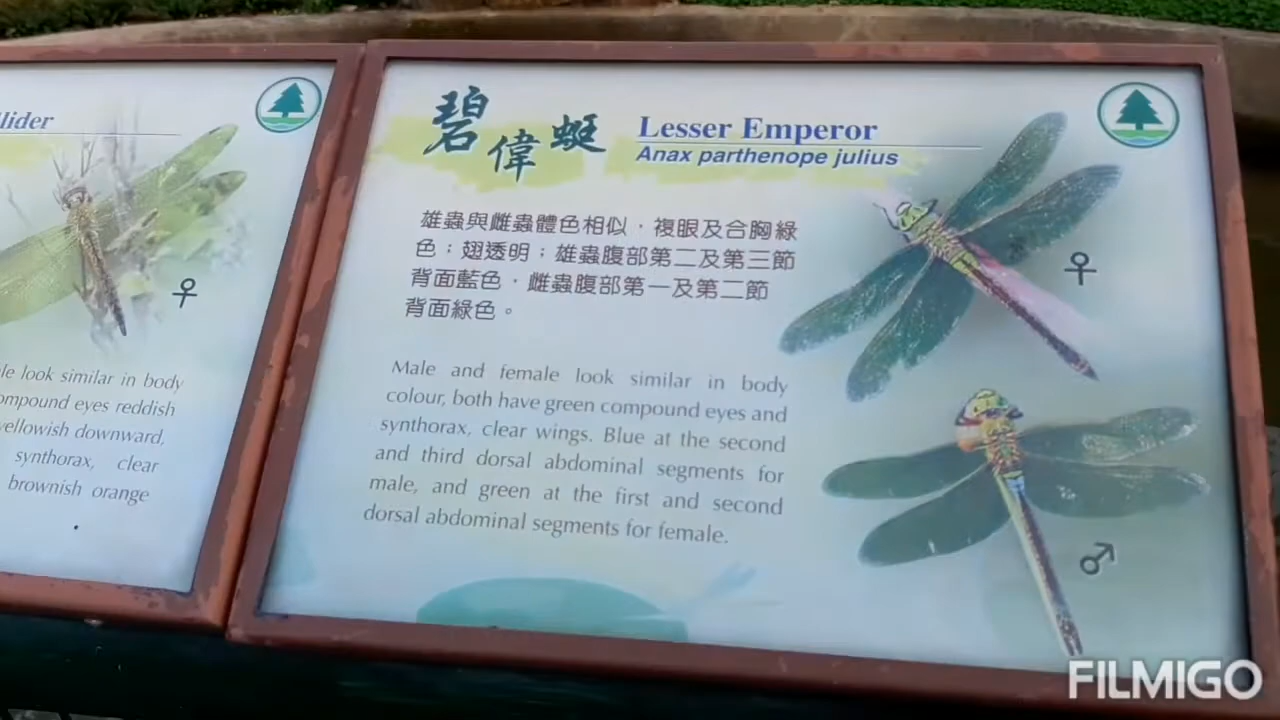 lider
♀
le look similar in body
ompound eyes reddish
yellowish downward,
synthorax, clear
brownish orange
碧偉蜓
Lesser Emperor
Anax parthenope julius
雄蟲與雌蟲體色相似，複眼及合胸綠
色；翅透明；雄蟲腹部第二及第三節
背面藍色，雌蟲腹部第一及第二節
背面綠色。
Male and female look similar in body
colour, both have green compound eyes and
synthorax, clear wings. Blue at the second
and third dorsal abdominal segments for
male, and green at the first and second
dorsal abdominal segments for female.
♀
♂
FILMIGO